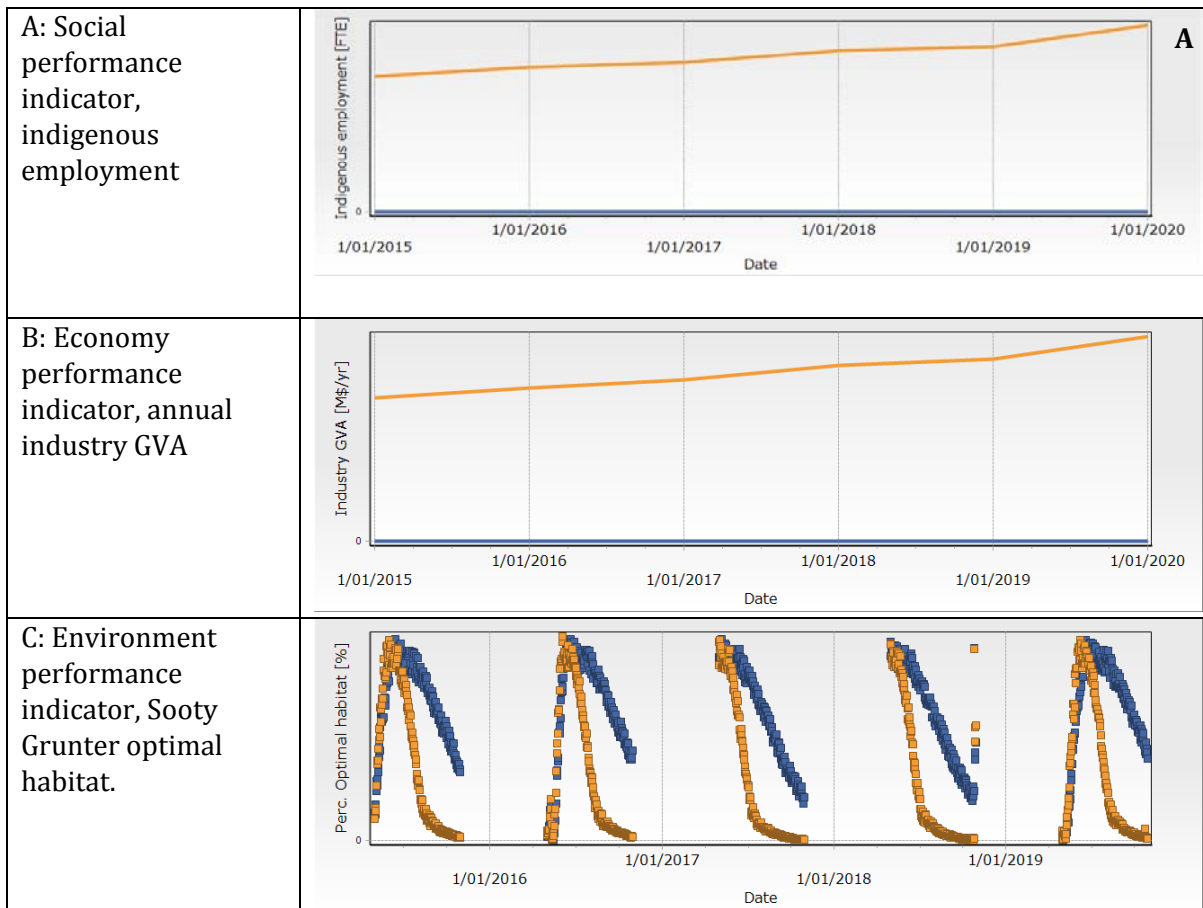 A: Social
performance
indicator,
indigenous
employment
A
Indigenous employment [FTE]
0
1/01/2016 1/01/2018 1/01/2020
1/01/2015 1/01/2017 1/01/2019
Date
B: Economy
performance
indicator, annual
industry GVA
Industry GVA [M$/yr]
0
1/01/2016 1/01/2018 1/01/2020
1/01/2015 1/01/2017 1/01/2019
Date
C: Environment
performance
indicator, Sooty
Grunter optimal
habitat.
Perc. Optimal habitat [%]
0
1/01/2017 1/01/2019
1/01/2016 1/01/2018
Date